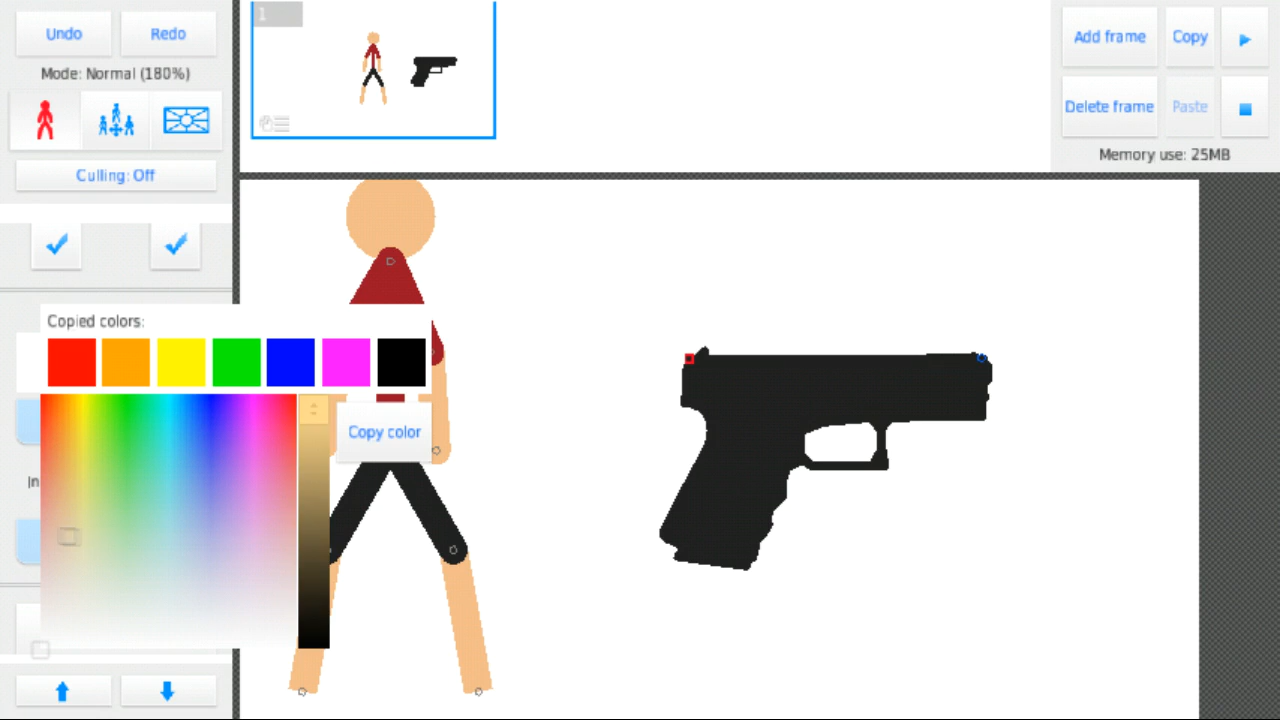 Undo
Redo
Mode: Normal (180%)
Culling: Off
1
Add frame
Copy
Delete frame
Paste
Memory use: 25MB
Copied colors:
Copy color
In